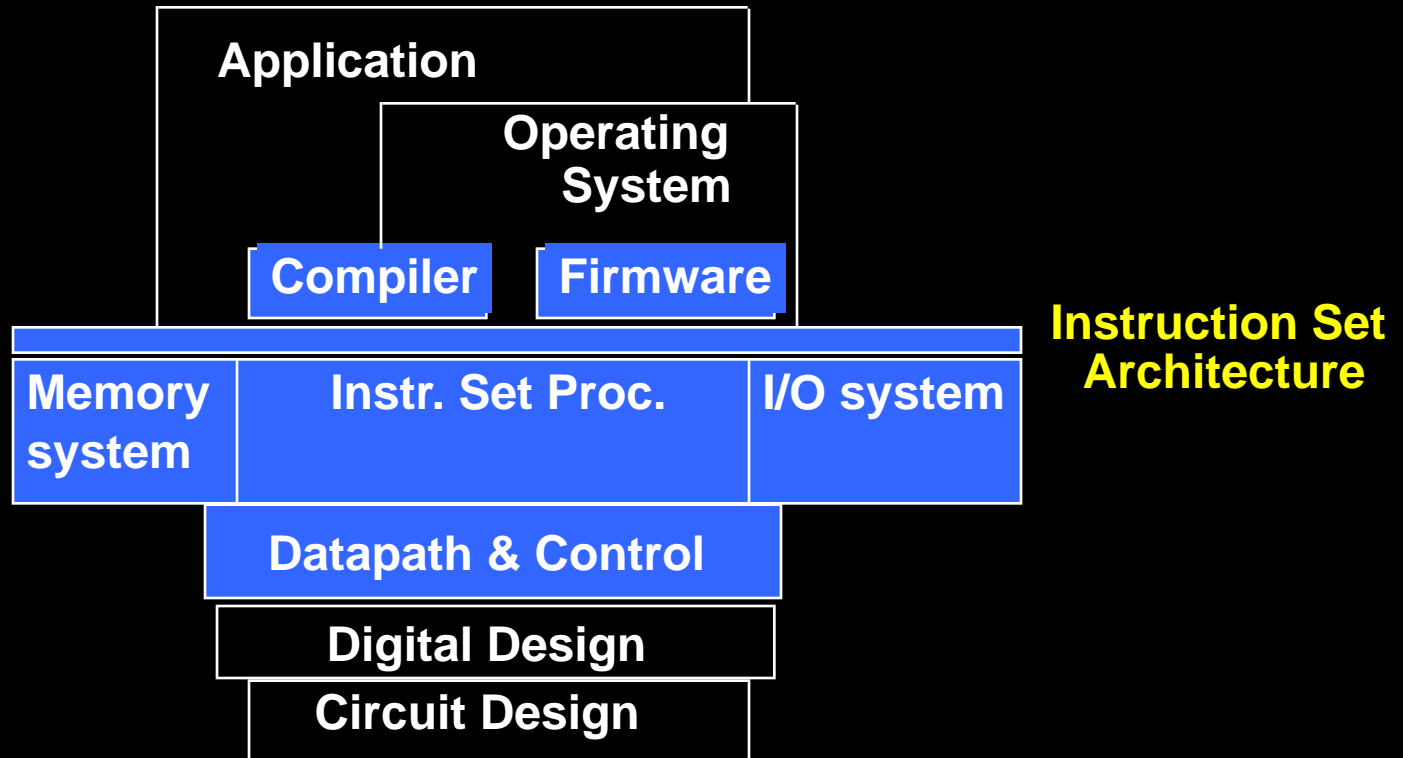 Application
Operating
System
Compiler
Firmware
Instruction Set
Architecture
Memory
system
Instr. Set Proc.
I/O system
Datapath & Control
Digital Design
Circuit Design